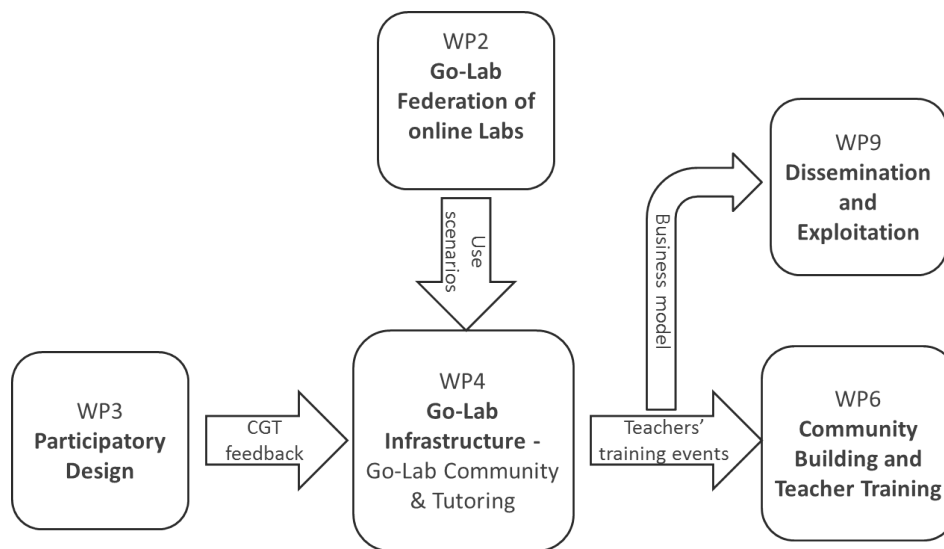 WP2
Go-Lab
Federation of
online Labs
WP9
Dissemination
and
Exploitation
Use
scenarios
Business model
WP3
Participatory
Design
CGT
feedback
WP4
Go-Lab
Infrastructure -
Go-Lab Community
& Tutoring
Teachers’
training events
WP6
Community
Building and
Teacher Training